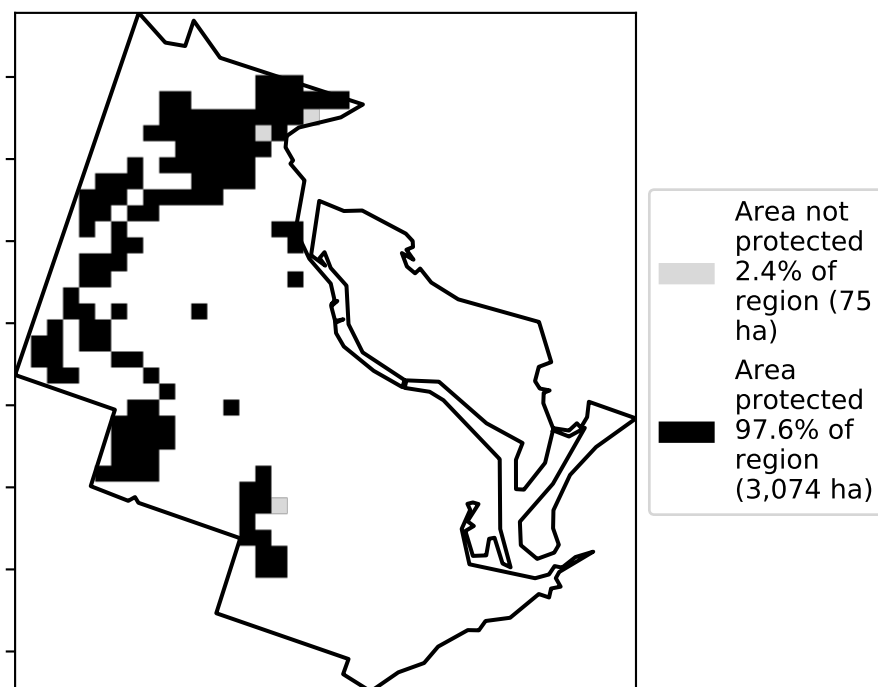 Area not
protected
2.4% of
region (75
ha)
Area
protected
97.6% of
region
(3,074 ha)